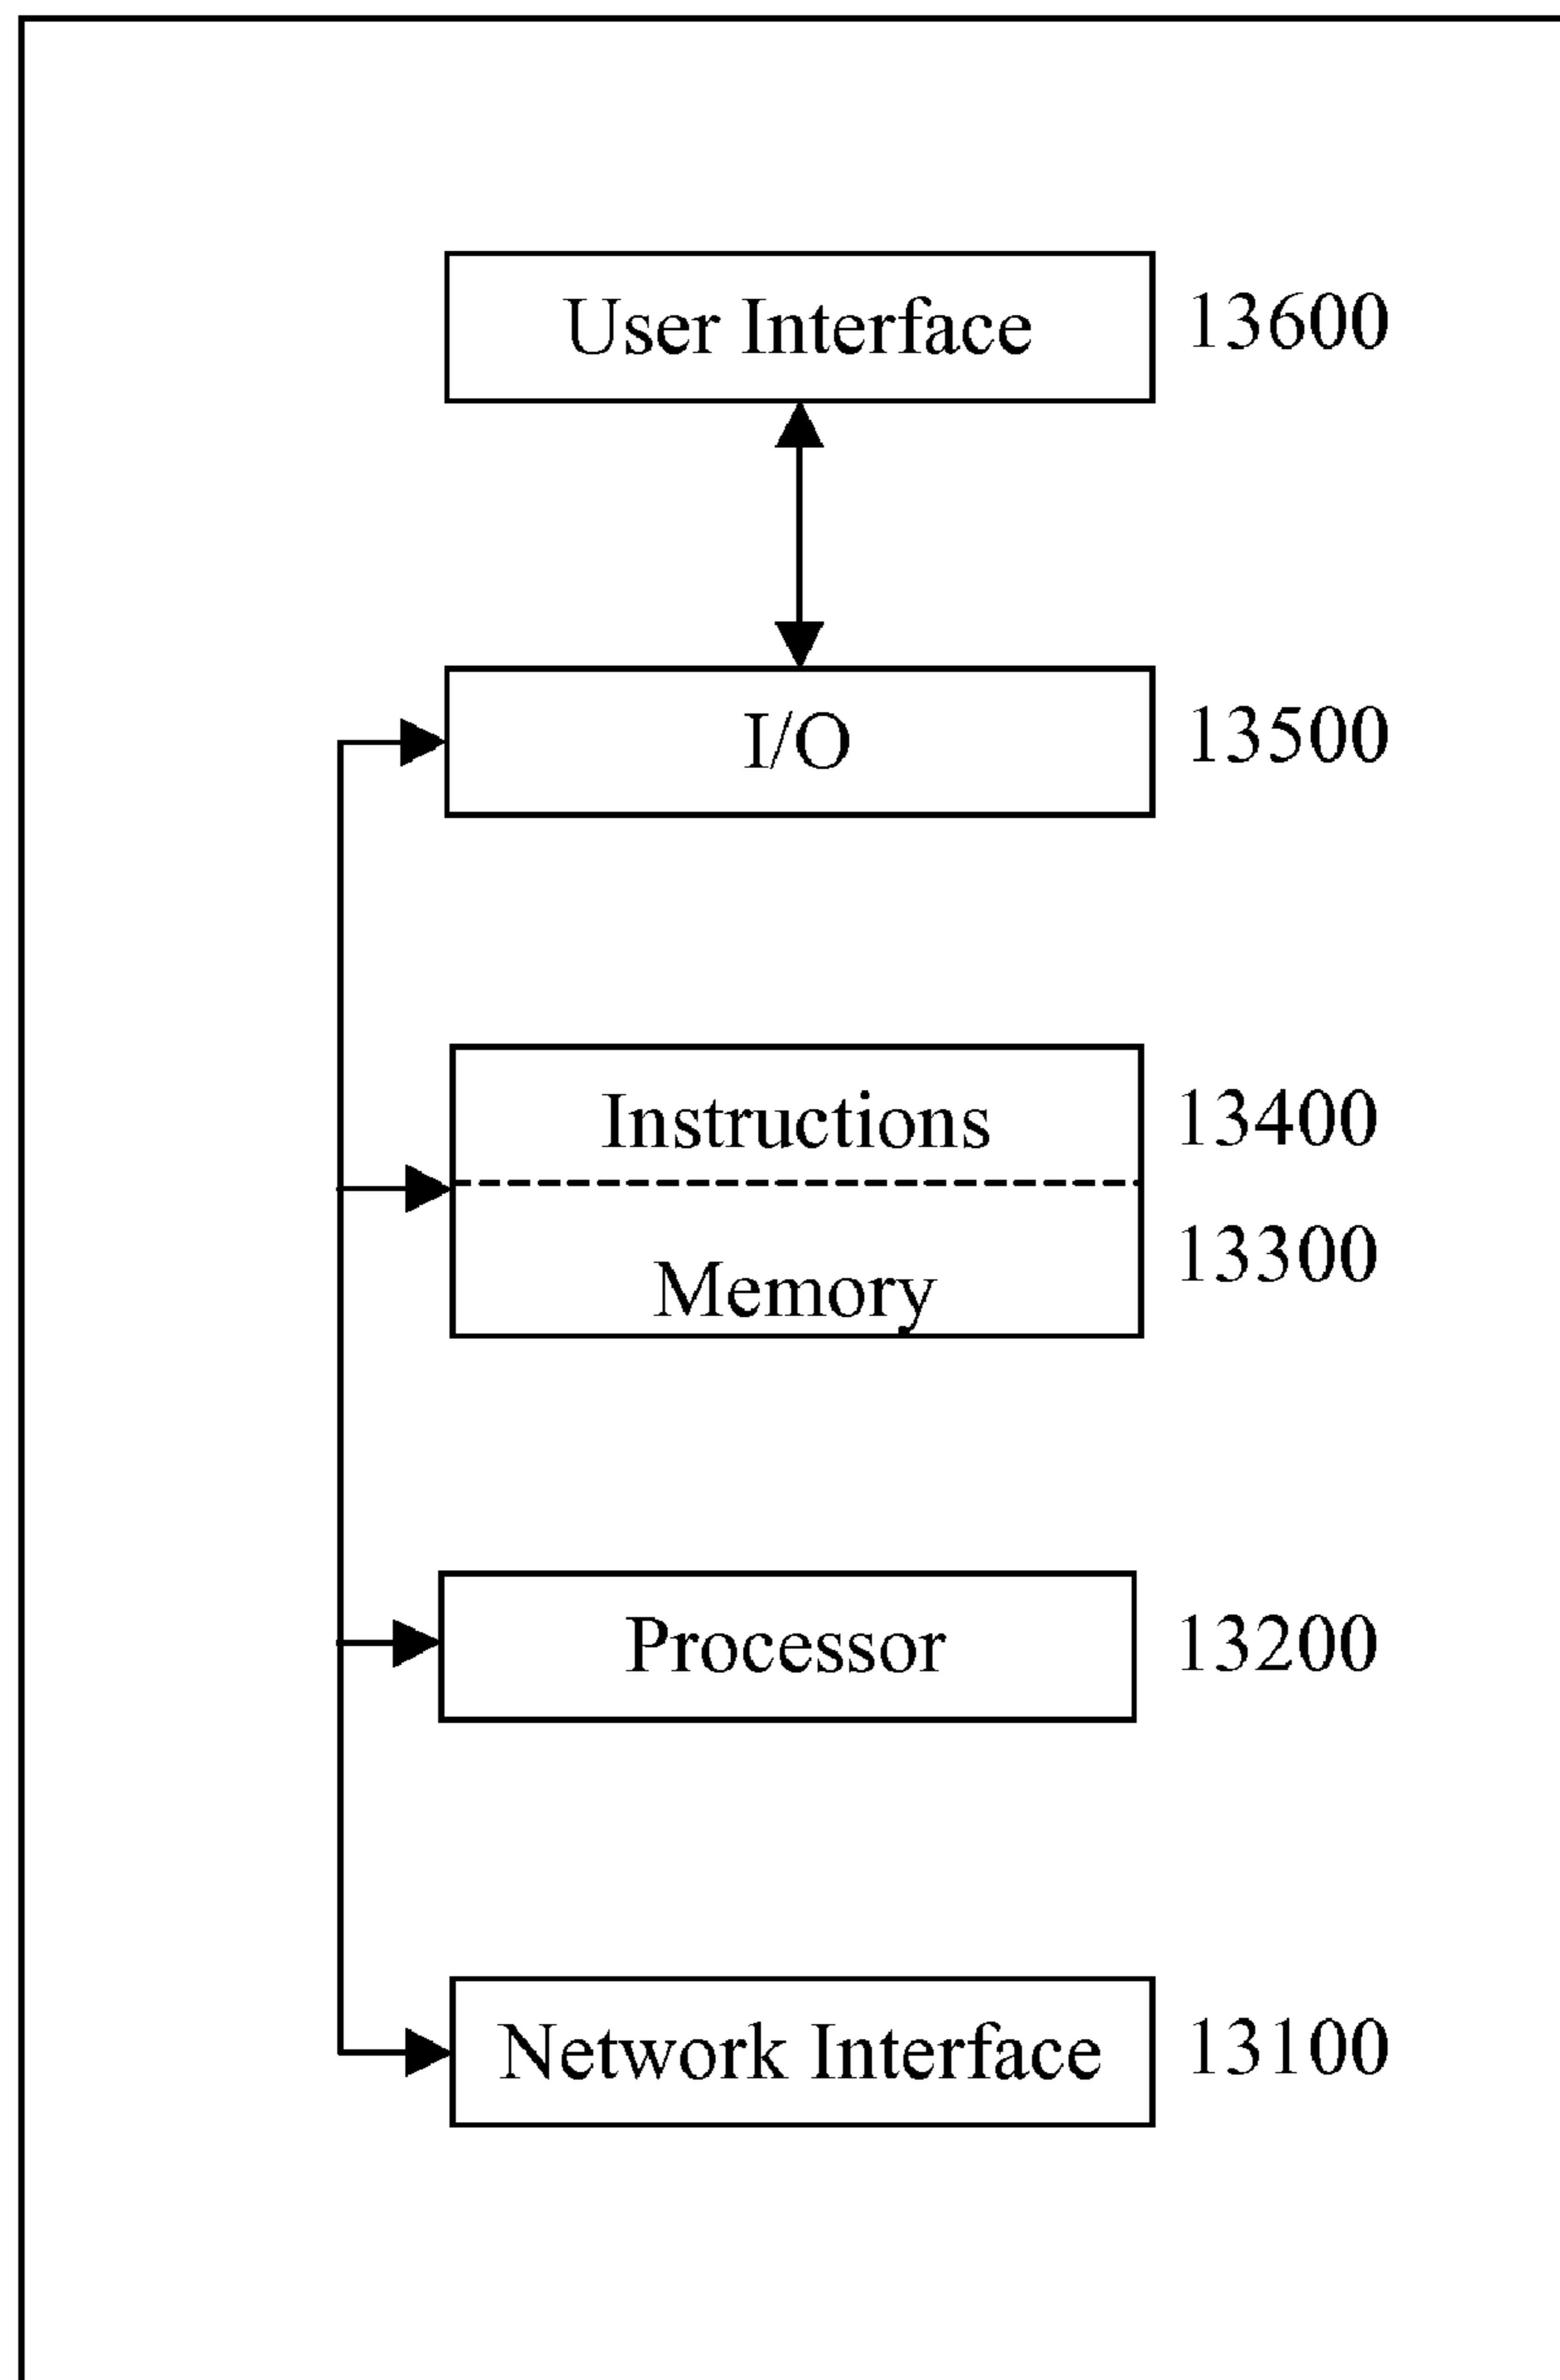 User Interface 13600
I/O 13500
Instructions 13400
Memory 13300
Processor 13200
Network Interface 13100